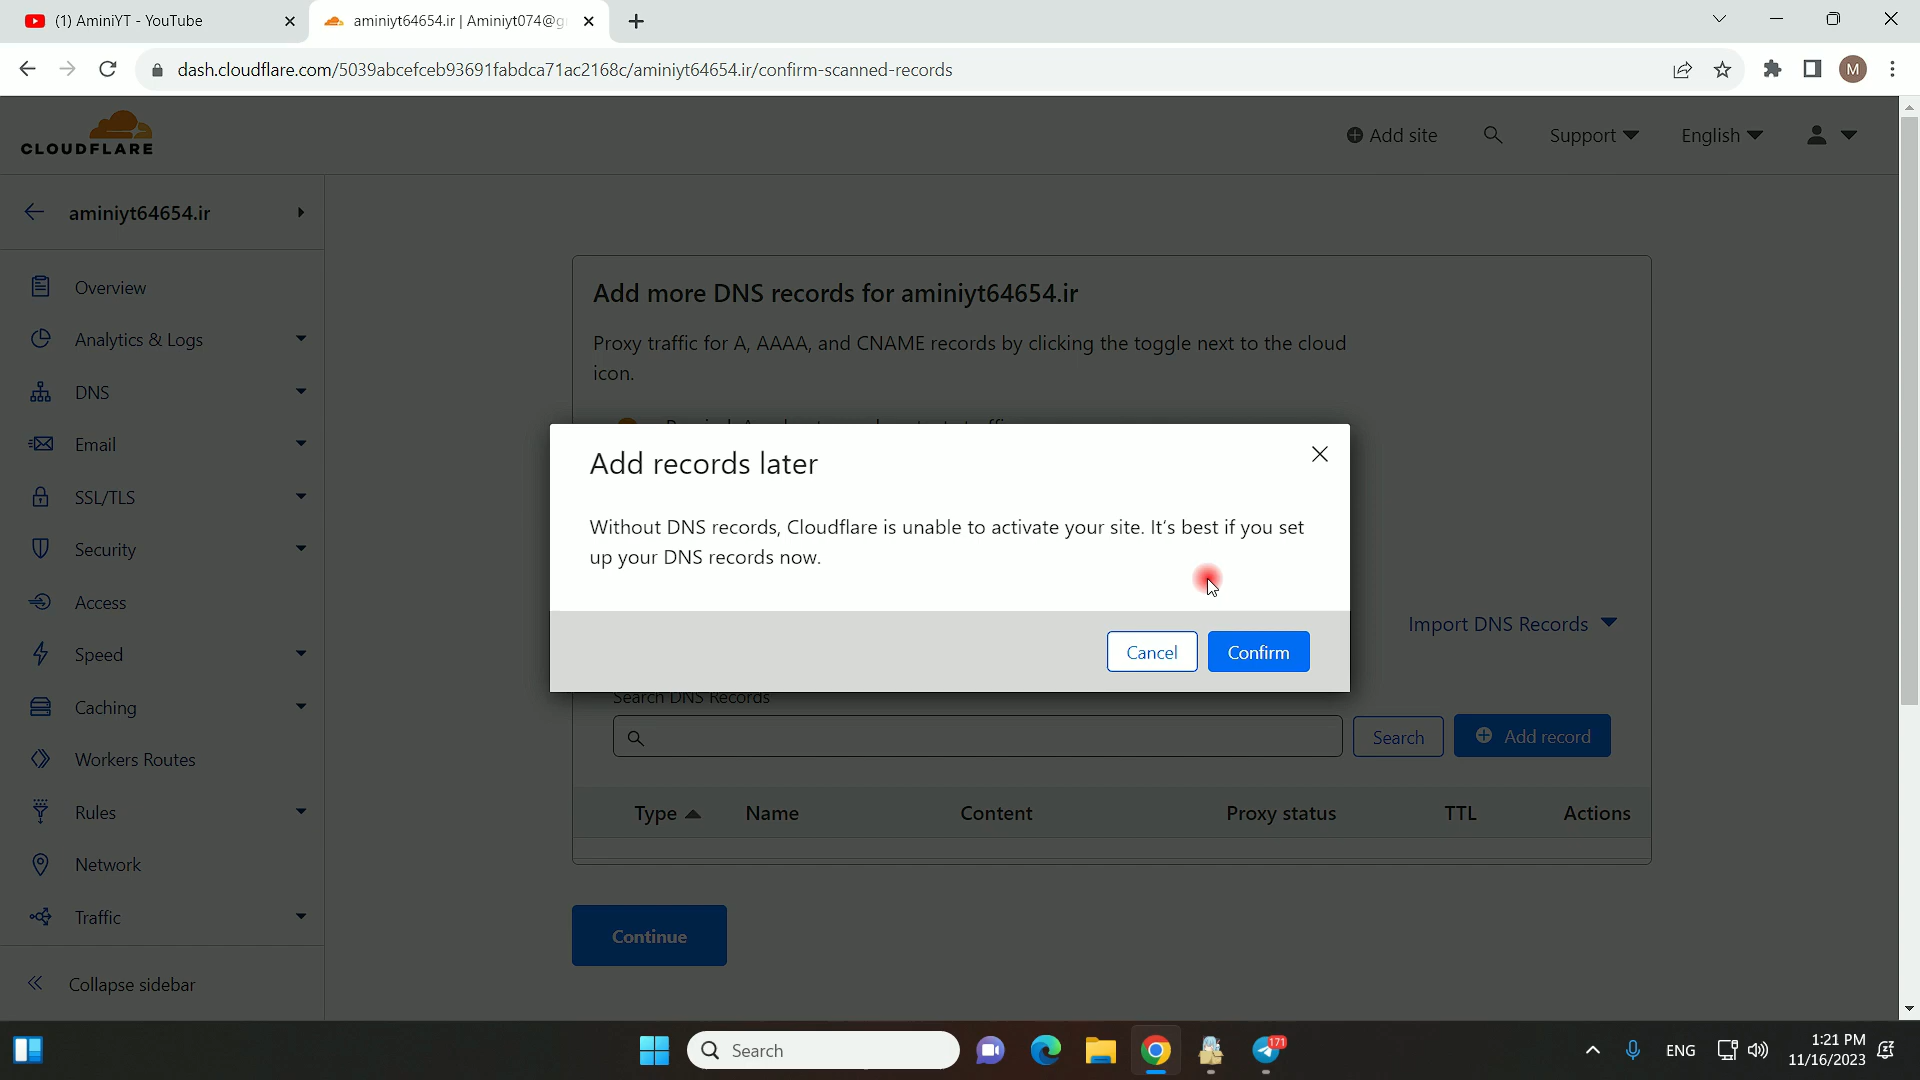 (1) AminiYT - YouTube
aminiyt64654.ir | Aminiyt074@g
dash.cloudflare.com/5039abcefceb93691fabdca71ac2168c/aminiyt64654.ir/confirm-scanned-records
M
CLOUDFLARE
Add site
Support
English
aminiyt64654.ir
Overview
Analytics & Logs
DNS
Email
SSL/TLS
Security
Access
Speed
Caching
Workers Routes
Rules
Network
Traffic
Collapse sidebar
Add more DNS records for aminiyt64654.ir
Proxy traffic for A, AAAA, and CNAME records by clicking the toggle next to the cloud
icon.
Add records later
Without DNS records, Cloudflare is unable to activate your site. It's best if you set
up your DNS records now.
Cancel
Confirm
Import DNS Records
Search DNS Records
Search
Add record
Type
Name
Content
Proxy status
TTL
Actions
Continue
Search
171
ENG
1:21 PM
11/16/2023